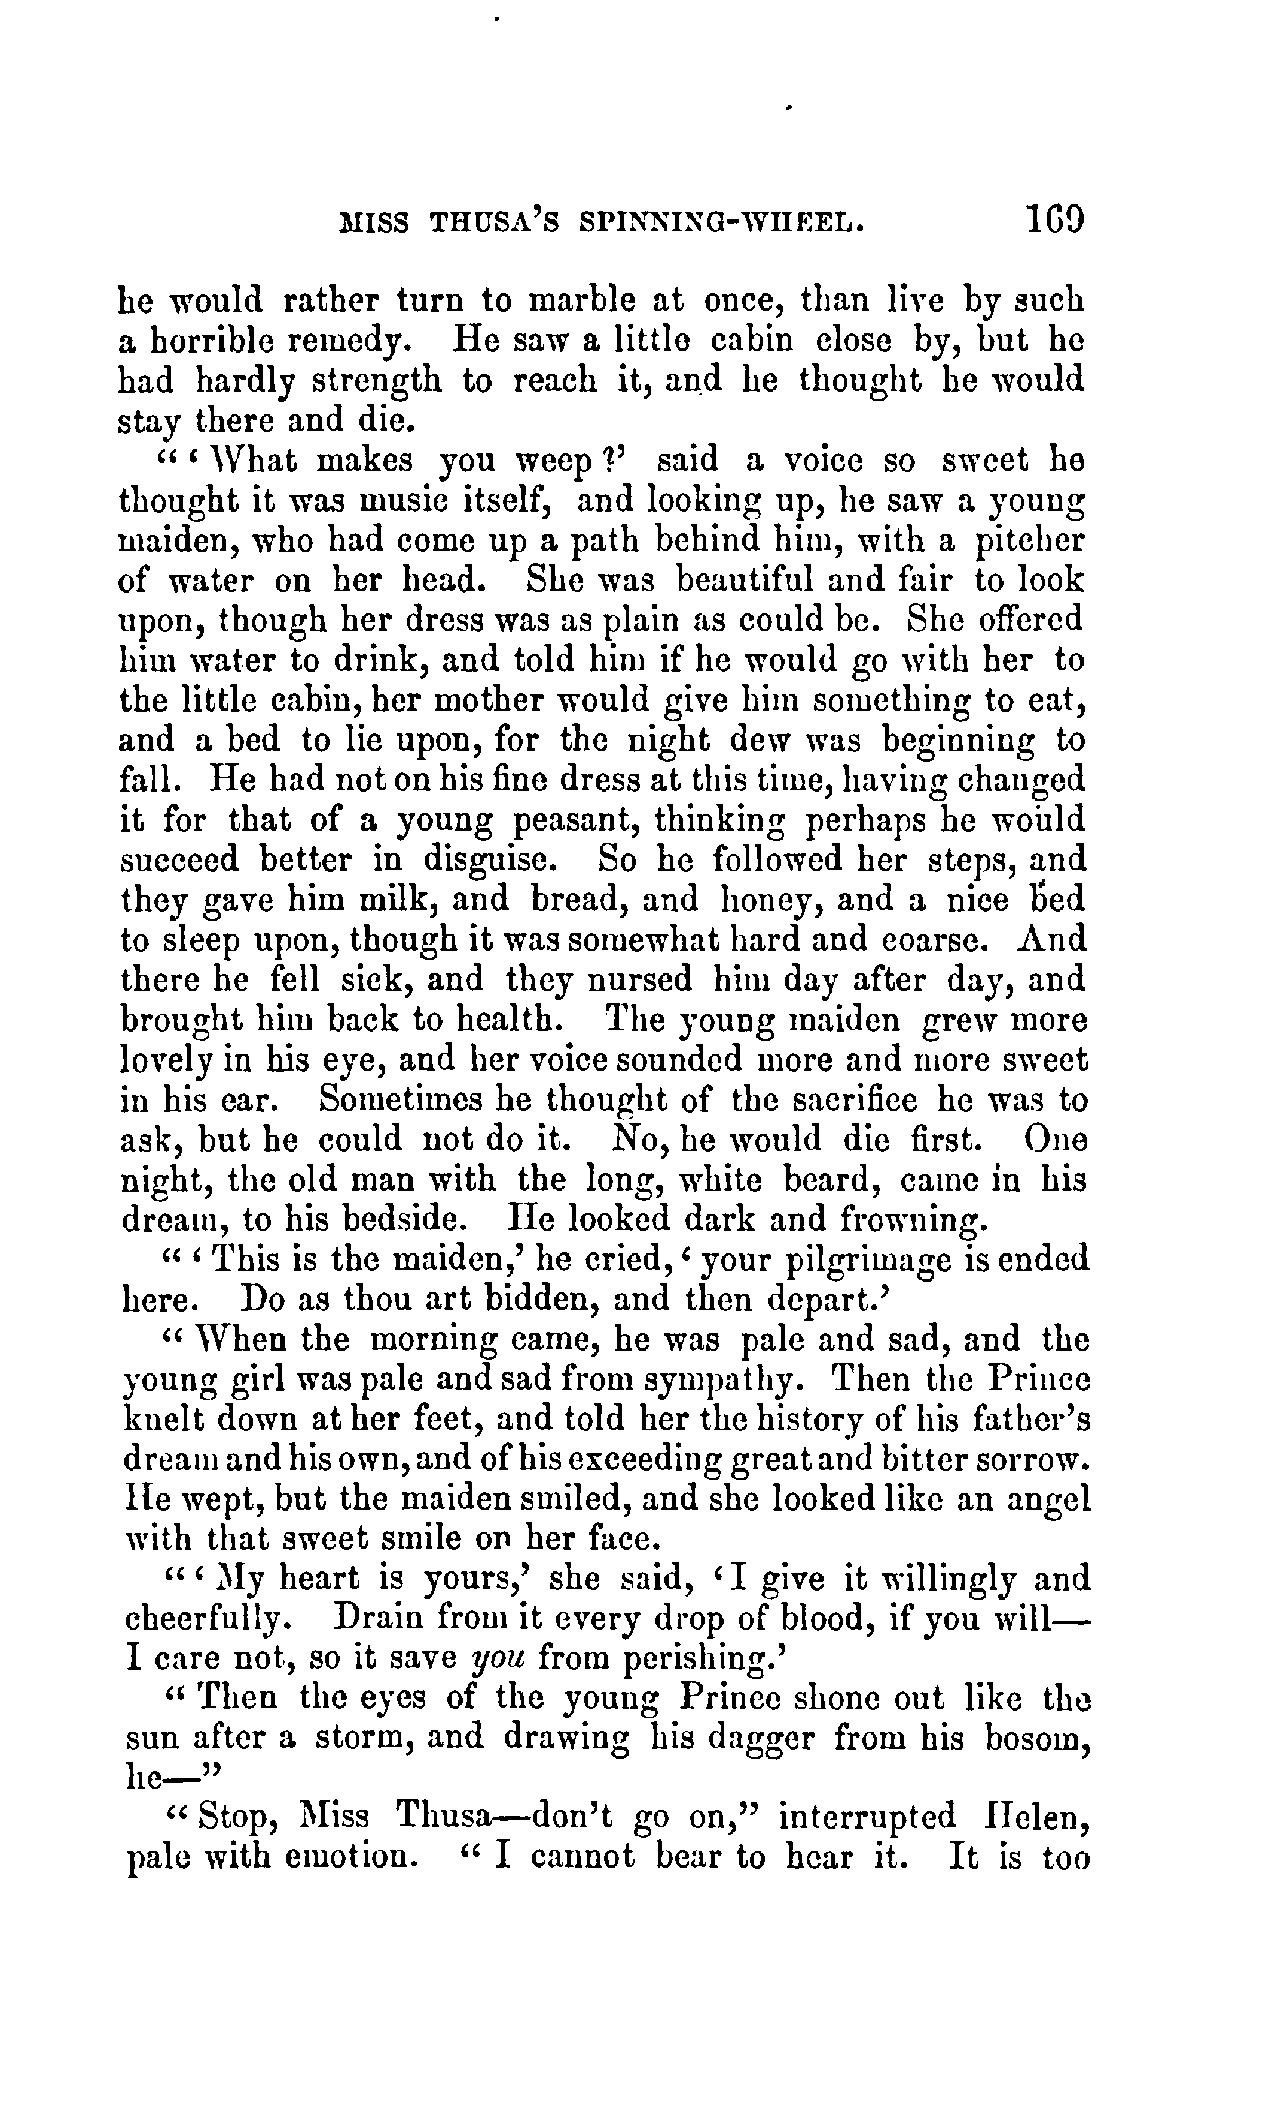 MISS THUSA'S SPINNING-WHEEL. 169
he would rather turn to marble at once, than live by such
a horrible remedy. He saw a little cabin close by, but he
had hardly strength to reach it, and he thought he would
stay there and die.
" 'What makes you weep?' said a voice so sweet he
thought it was music itself, and looking up, he saw a young
maiden, who had come up a path behind him, with a pitcher
of water on her head. She was beautiful and fair to look
upon, though her dress was as plain as could be. She offered
him water to drink, and told him if he would go with her to
the little cabin, her mother would give him something to eat,
and a bed to lie upon, for the night dew was beginning to
fall. He had not on his fine dress at this time, having changed
it for that of a young peasant, thinking perhaps he would
succeed better in disguise. So he followed her steps, and
they gave him milk, and bread, and honey, and a nice bed
to sleep upon, though it was somewhat hard and coarse. And
there he fell sick, and they nursed him day after day, and
brought him back to health. The young maiden grew more
lovely in his eye, and her voice sounded more and more sweet
in his ear. Sometimes he thought of the sacrifice he was to
ask, but he could not do it. No, he would die first. One
night, the old man with the long, white beard, came in his
dream, to his bedside. He looked dark and frowning.
" 'This is the maiden,' he cried, 'your pilgrimage is ended
here. Do as thou art bidden, and then depart.'
"When the morning came, he was pale and sad, and the
young girl was pale and sad from sympathy. Then the Prince
knelt down at her feet, and told her the history of his father's
dream and his own, and of his exceeding great and bitter sorrow.
He wept, but the maiden smiled, and she looked like an angel
with that sweet smile on her face.
" 'My heart is yours,' she said, 'I give it willingly and
cheerfully. Drain from it every drop of blood, if you will—
I care not, so it save you from perishing.'
"Then the eyes of the young Prince shone out like the
sun after a storm, and drawing his dagger from his bosom,
he—"
"Stop, Miss Thusa—don't go on," interrupted Helen,
pale with emotion. "I cannot bear to hear it. It is too